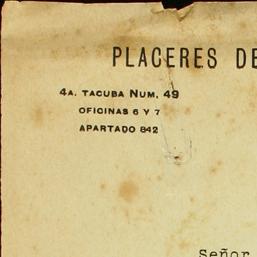 PLACERES DE
4A. TACUBA NUM. 49
OFICINAS 6 Y 7
APARTADO 842
Señor